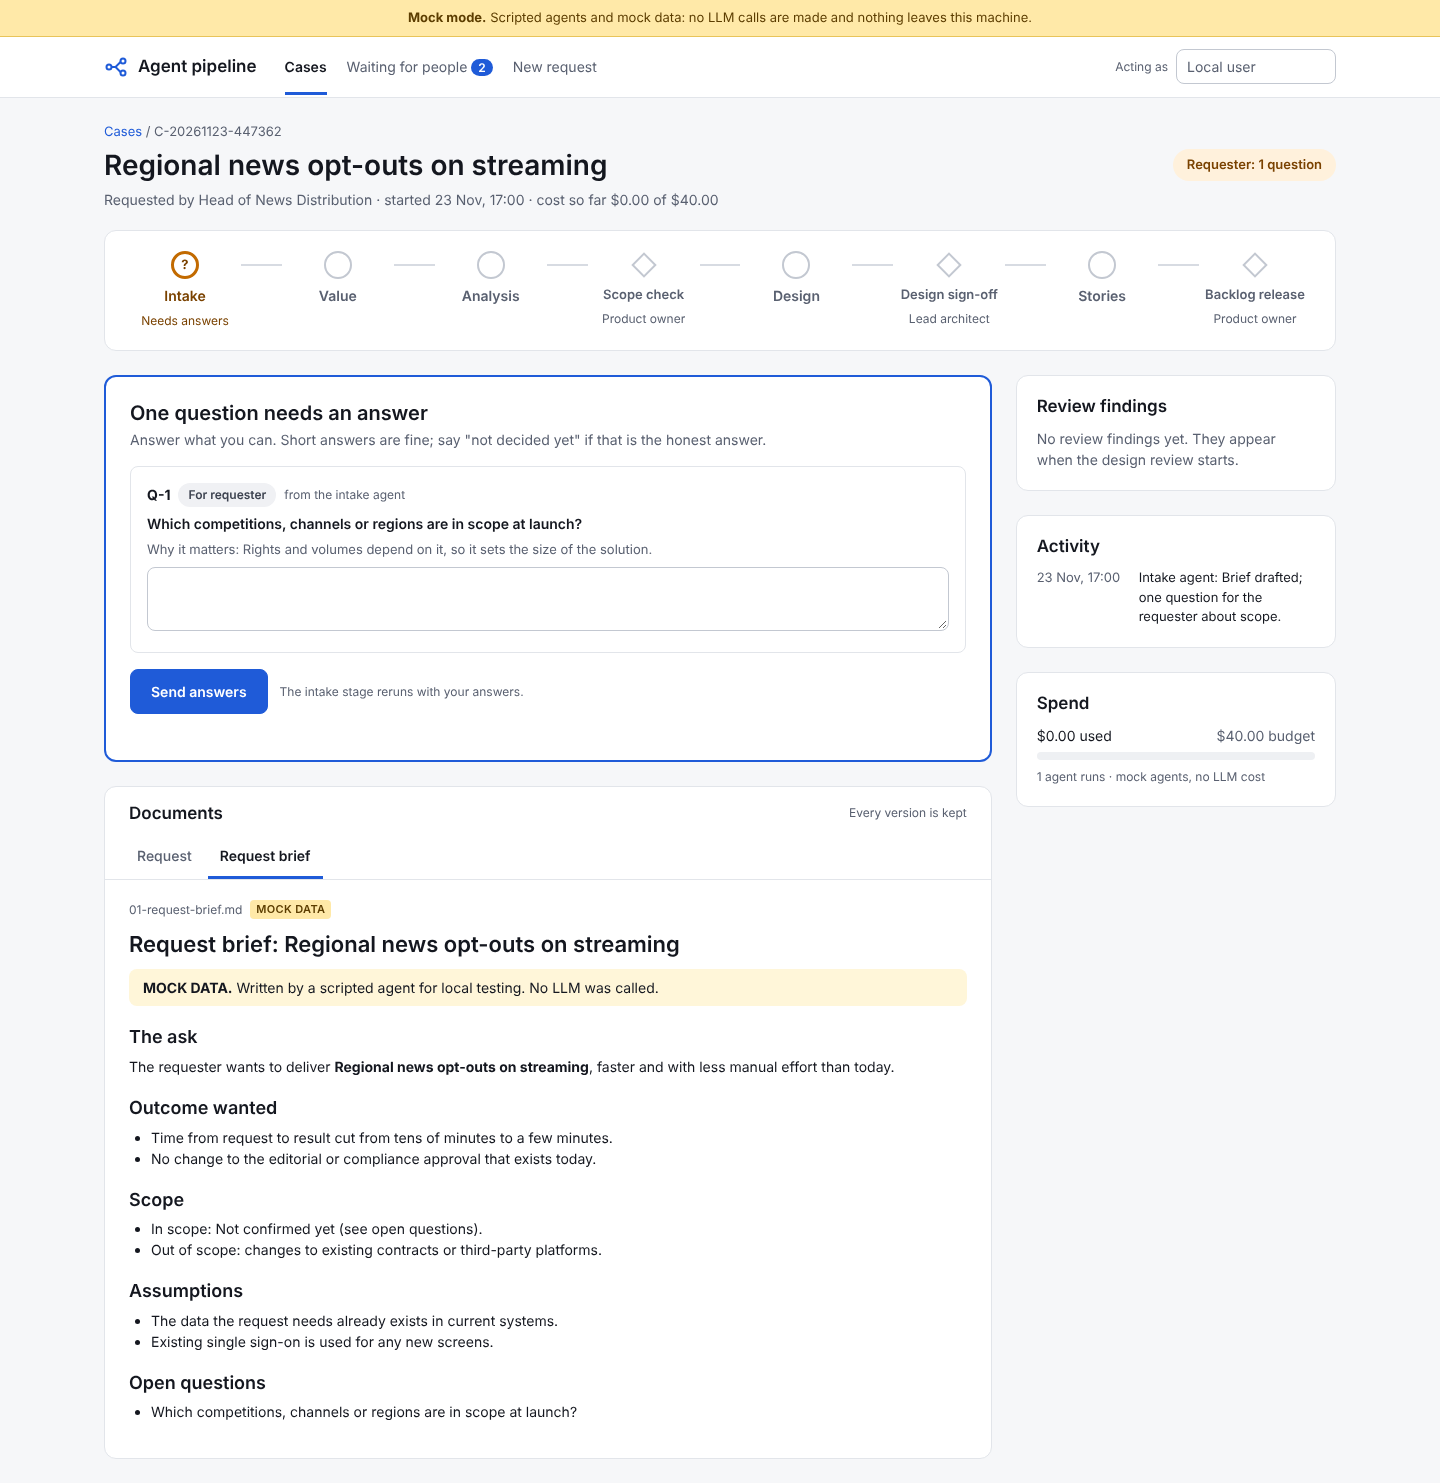 Mock mode. Scripted agents and mock data: no LLM calls are made and nothing leaves this machine.
Agent pipeline
Cases
Waiting for people 2
New request
Acting as
Local user
Cases / C-20261123-447362
Regional news opt-outs on streaming
Requester: 1 question
Requested by Head of News Distribution · started 23 Nov, 17:00 · cost so far $0.00 of $40.00
?
Intake
Needs answers
Value
Analysis
Scope check
Product owner
Design
Design sign-off
Lead architect
Stories
Backlog release
Product owner
One question needs an answer
Answer what you can. Short answers are fine; say "not decided yet" if that is the honest answer.
Q-1 For requester from the intake agent
Which competitions, channels or regions are in scope at launch?
Why it matters: Rights and volumes depend on it, so it sets the size of the solution.
Send answers
The intake stage reruns with your answers.
Review findings
No review findings yet. They appear
when the design review starts.
Activity
23 Nov, 17:00
Intake agent: Brief drafted;
one question for the
requester about scope.
Spend
$0.00 used
$40.00 budget
1 agent runs · mock agents, no LLM cost
Documents
Every version is kept
Request
Request brief
01-request-brief.md
MOCK DATA
Request brief: Regional news opt-outs on streaming
MOCK DATA. Written by a scripted agent for local testing. No LLM was called.
The ask
The requester wants to deliver Regional news opt-outs on streaming, faster and with less manual effort than today.
Outcome wanted
• Time from request to result cut from tens of minutes to a few minutes.
• No change to the editorial or compliance approval that exists today.
Scope
• In scope: Not confirmed yet (see open questions).
• Out of scope: changes to existing contracts or third-party platforms.
Assumptions
• The data the request needs already exists in current systems.
• Existing single sign-on is used for any new screens.
Open questions
• Which competitions, channels or regions are in scope at launch?